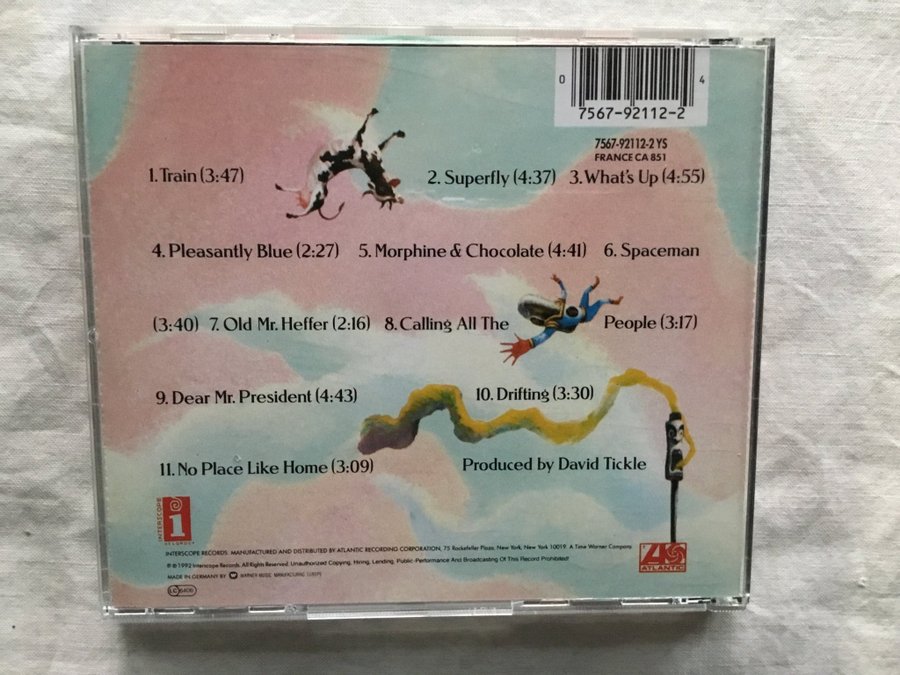 0 4
7567-92112-2
7567-92112-2 YS
FRANCE CA 851
1. Train (3:47) 2. Superfly (4:37) 3. What's Up (4:55)
4. Pleasantly Blue (2:27) 5. Morphine & Chocolate (4:41) 6. Spaceman
(3:40) 7. Old Mr. Heffer (2:16) 8. Calling All The People (3:17)
9. Dear Mr. President (4:43) 10. Drifting (3:30)
11. No Place Like Home (3:09) Produced by David Tickle
INTERSCOPE
RECORDS
INTERSCOPE RECORDS. MANUFACTURED AND DISTRIBUTED BY ATLANTIC RECORDING CORPORATION, 75 Rockefeller Plaza, New York, New York 10019. A Time Warner Company
℗ © 1992 Interscope Records. All Rights Reserved. Unauthorized Copying, Hiring, Lending, Public Performance And Broadcasting Of This Record Prohibited!
MADE IN GERMANY BY WARNER MUSIC MANUFACTURING EUROPE
LC 6406
ATLANTIC